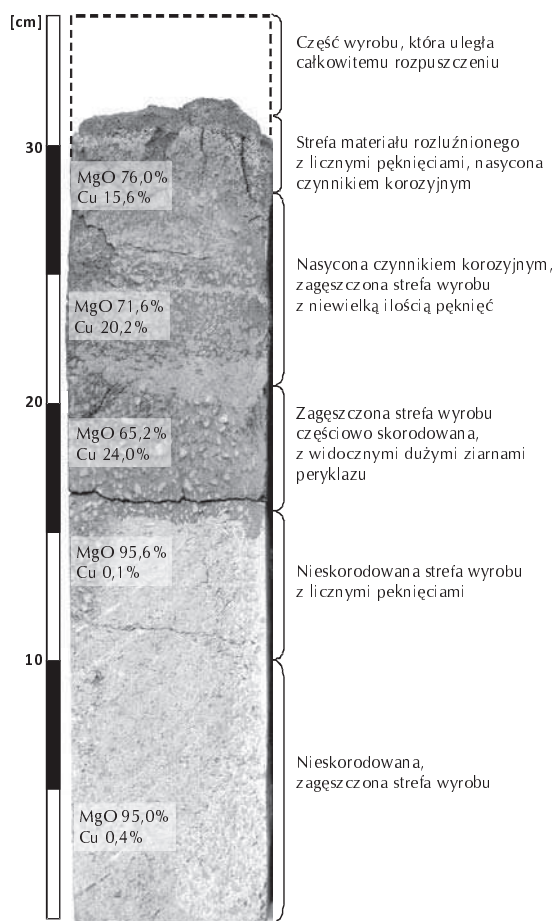 [cm]
Część wyrobu, która uległa
całkowitemu rozpuszczeniu
30
Strefa materiału rozluźnionego
z licznymi pęknięciami, nasycona
czynnikiem korozyjnym
MgO 76,0%
Cu 15,6%
Nasycona czynnikiem korozyjnym,
zagęszczona strefa wyrobu
z niewielką ilością pęknięć
MgO 71,6%
Cu 20,2%
20
Zagęszczona strefa wyrobu
częściowo skorodowana,
z widocznymi dużymi ziarnami
peryklazu
MgO 65,2%
Cu 24,0%
MgO 95,6%
Cu 0,1%
Nieskorodowana strefa wyrobu
z licznymi peknięciami
10
Nieskorodowana,
zagęszczona strefa wyrobu
MgO 95,0%
Cu 0,4%